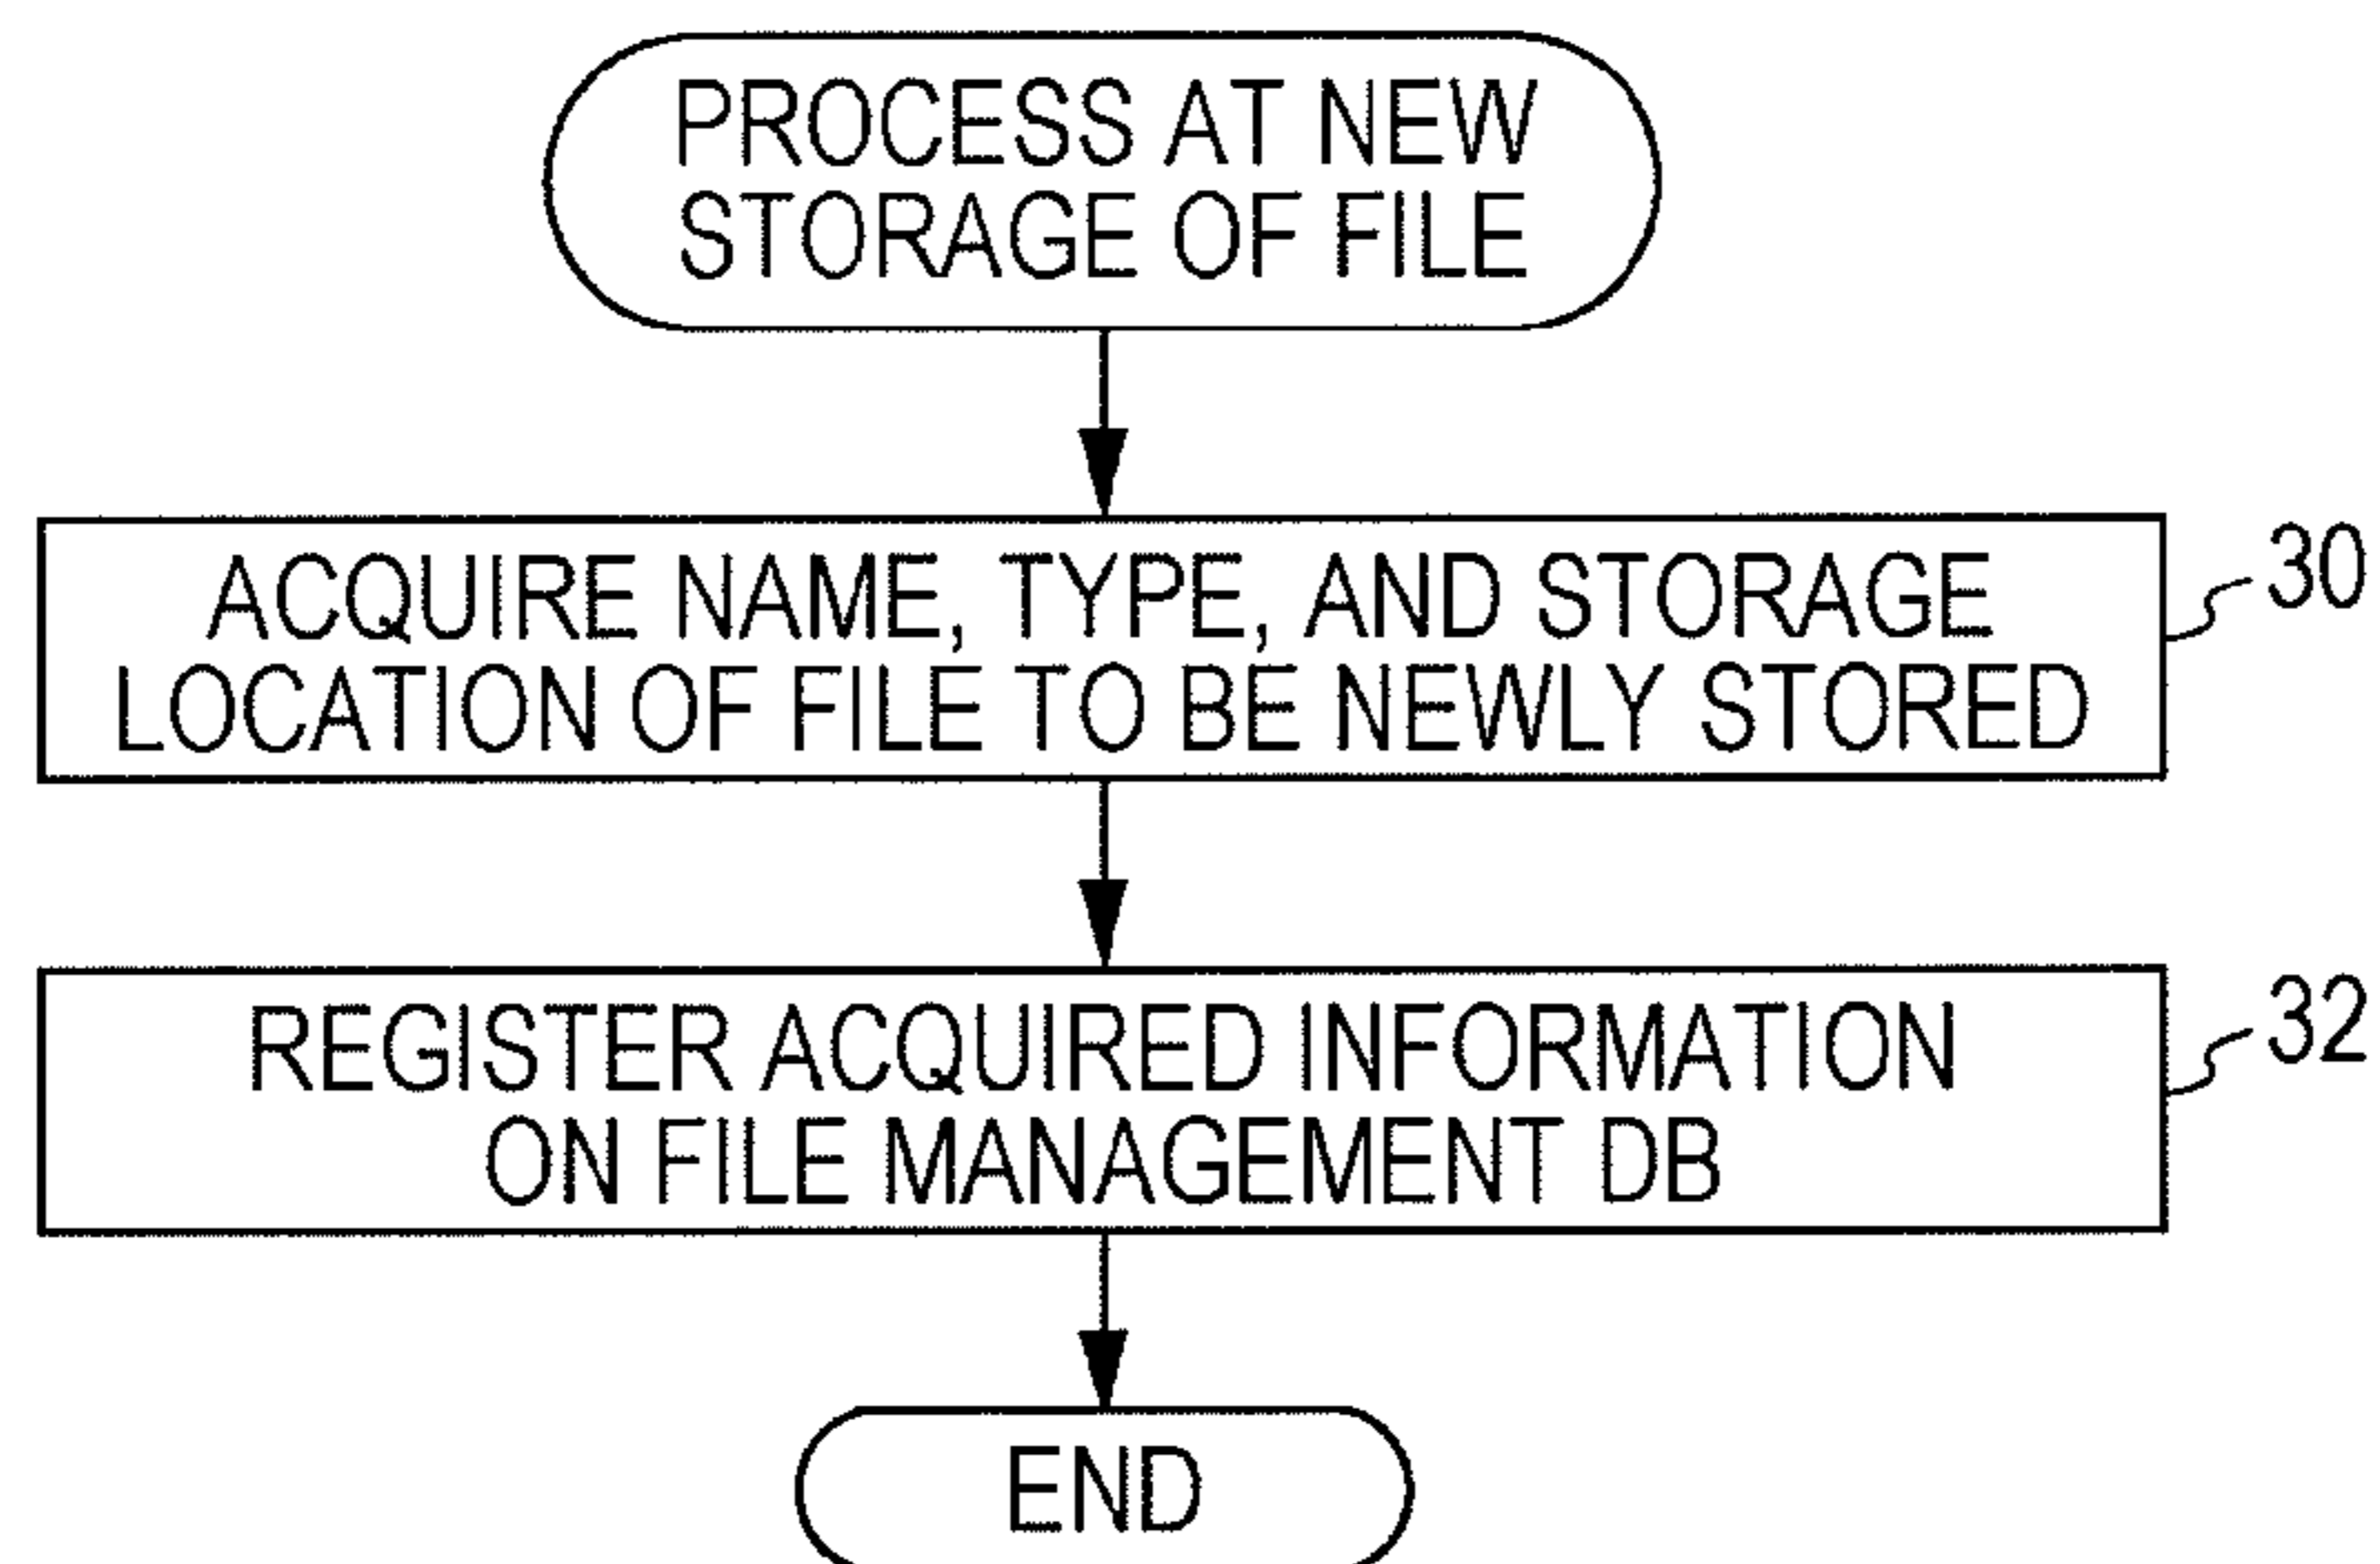 PROCESS AT NEW
STORAGE OF FILE
ACQUIRE NAME, TYPE, AND STORAGE
LOCATION OF FILE TO BE NEWLY STORED
30
REGISTER ACQUIRED INFORMATION
ON FILE MANAGEMENT DB
32
END